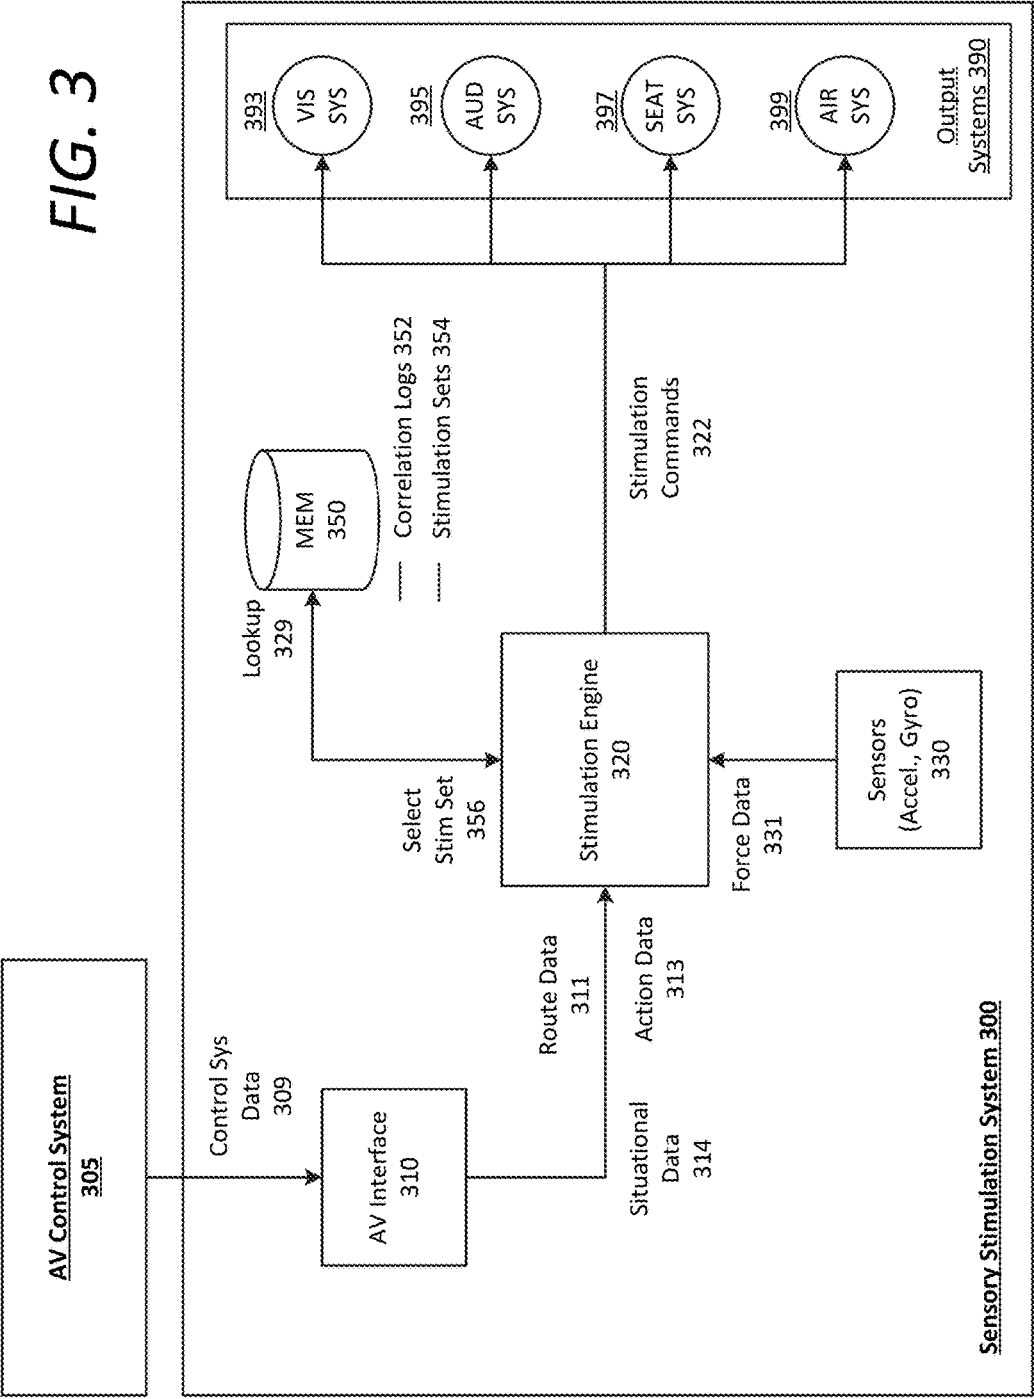 FIG. 3
AV Control System
305
Control Sys
Data
309
AV Interface
310
Route Data
311
Action Data
313
Situational
Data
314
Lookup
329
MEM
350
Correlation Logs 352
Stimulation Sets 354
Select
Stim Set
356
Stimulation Engine
320
Force Data
331
Sensors
(Accel., Gyro)
330
Stimulation
Commands
322
393
VIS
SYS
395
AUD
SYS
397
SEAT
SYS
399
AIR
SYS
Output
Systems 390
Sensory Stimulation System 300